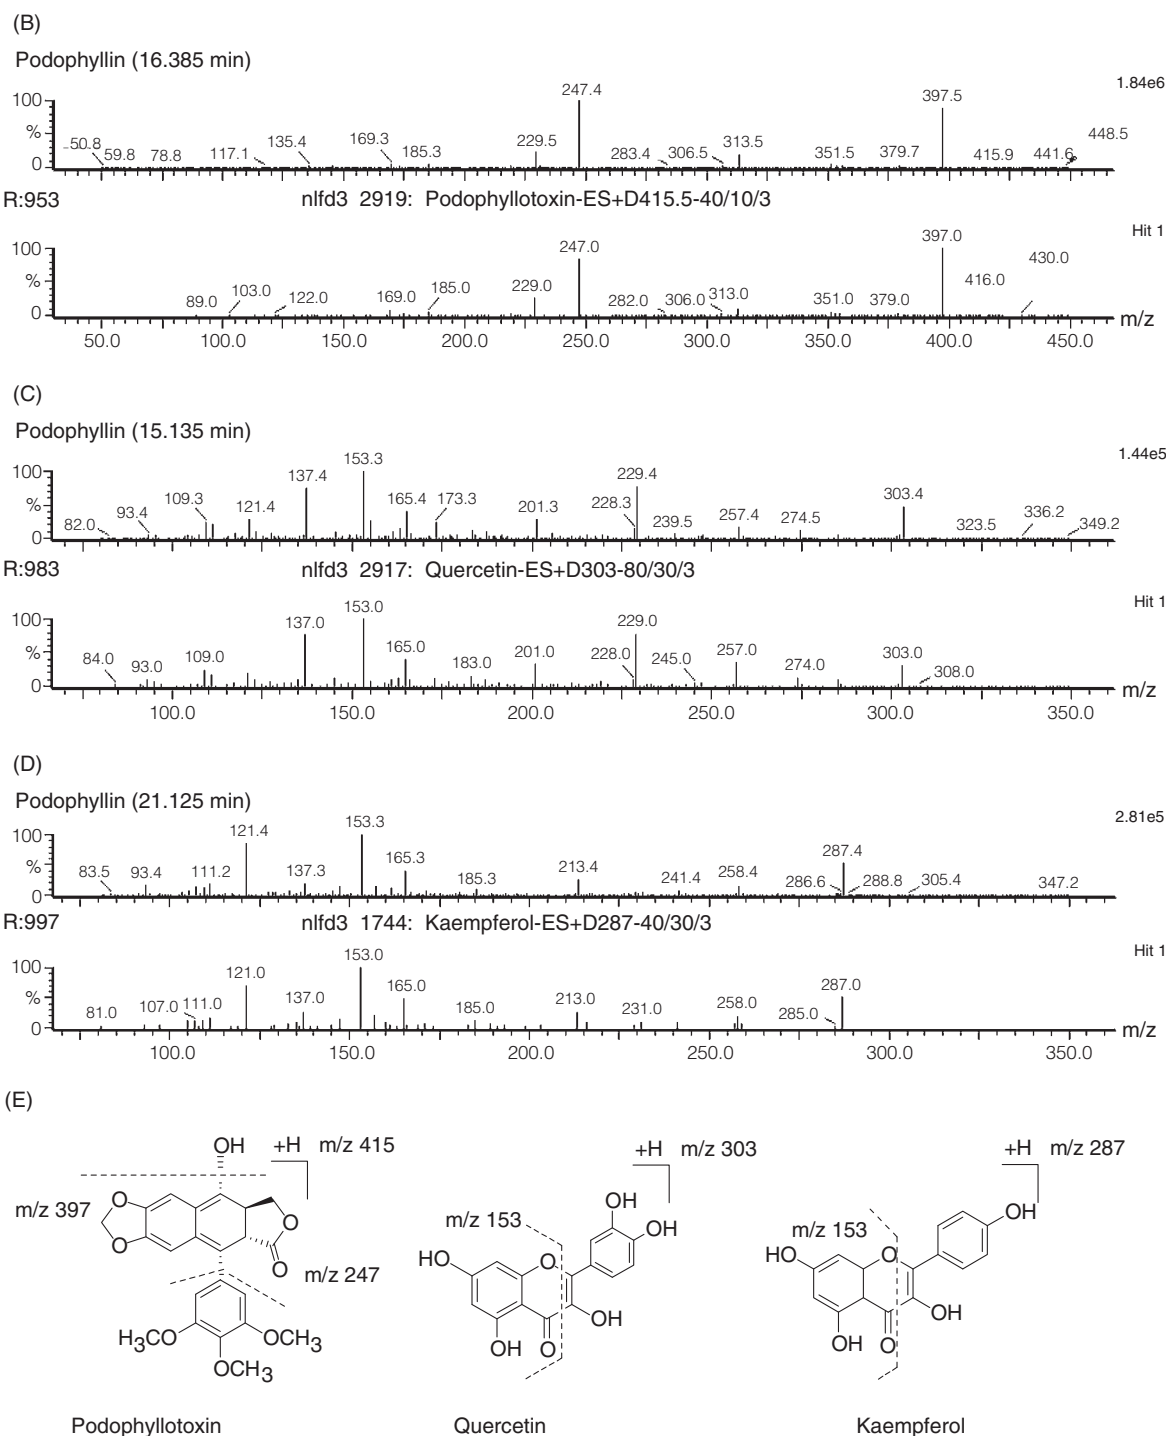 (B)
Podophyllin (16.385 min)
1.84e6
100
%
0
50.8
59.8
78.8
117.1
135.4
169.3
185.3
229.5
247.4
283.4
306.5
313.5
351.5
379.7
397.5
415.9
441.6
448.5
R:953
nlfd3 2919: Podophyllotoxin-ES+D415.5-40/10/3
Hit 1
100
%
0
89.0
103.0
122.0
169.0
185.0
229.0
247.0
282.0
306.0
313.0
351.0
379.0
397.0
416.0
430.0
m/z
50.0 100.0 150.0 200.0 250.0 300.0 350.0 400.0 450.0
(C)
Podophyllin (15.135 min)
1.44e5
100
%
0
82.0
93.4
109.3
121.4
137.4
153.3
165.4
173.3
201.3
228.3
229.4
239.5
257.4
274.5
303.4
323.5
336.2
349.2
R:983
nlfd3 2917: Quercetin-ES+D303-80/30/3
Hit 1
100
%
0
84.0
93.0
109.0
137.0
153.0
165.0
183.0
201.0
228.0
229.0
245.0
257.0
274.0
303.0
308.0
m/z
100.0 150.0 200.0 250.0 300.0 350.0
(D)
Podophyllin (21.125 min)
2.81e5
100
%
0
83.5
93.4
111.2
121.4
137.3
153.3
165.3
185.3
213.4
241.4
258.4
286.6
287.4
288.8
305.4
347.2
R:997
nlfd3 1744: Kaempferol-ES+D287-40/30/3
Hit 1
100
%
0
81.0
107.0
111.0
121.0
137.0
153.0
165.0
185.0
213.0
231.0
258.0
285.0
287.0
m/z
100.0 150.0 200.0 250.0 300.0 350.0
(E)
OH
+H m/z 415
m/z 397
O
O
O
O
m/z 247
H₃CO
OCH₃
OCH₃
Podophyllotoxin
+H m/z 303
m/z 153
OH
OH
HO
O
OH
OH
O
Quercetin
+H m/z 287
m/z 153
OH
HO
O
OH
OH
O
Kaempferol